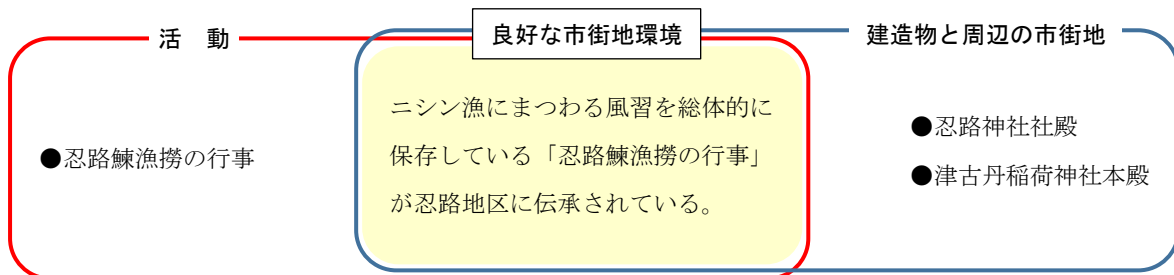 活 動
良好な市街地環境
建造物と周辺の市街地
●忍路鰊漁撈の行事
ニシン漁にまつわる風習を総体的に
保存している「忍路鰊漁撈の行事」
が忍路地区に伝承されている。
●忍路神社社殿
●津古丹稲荷神社本殿